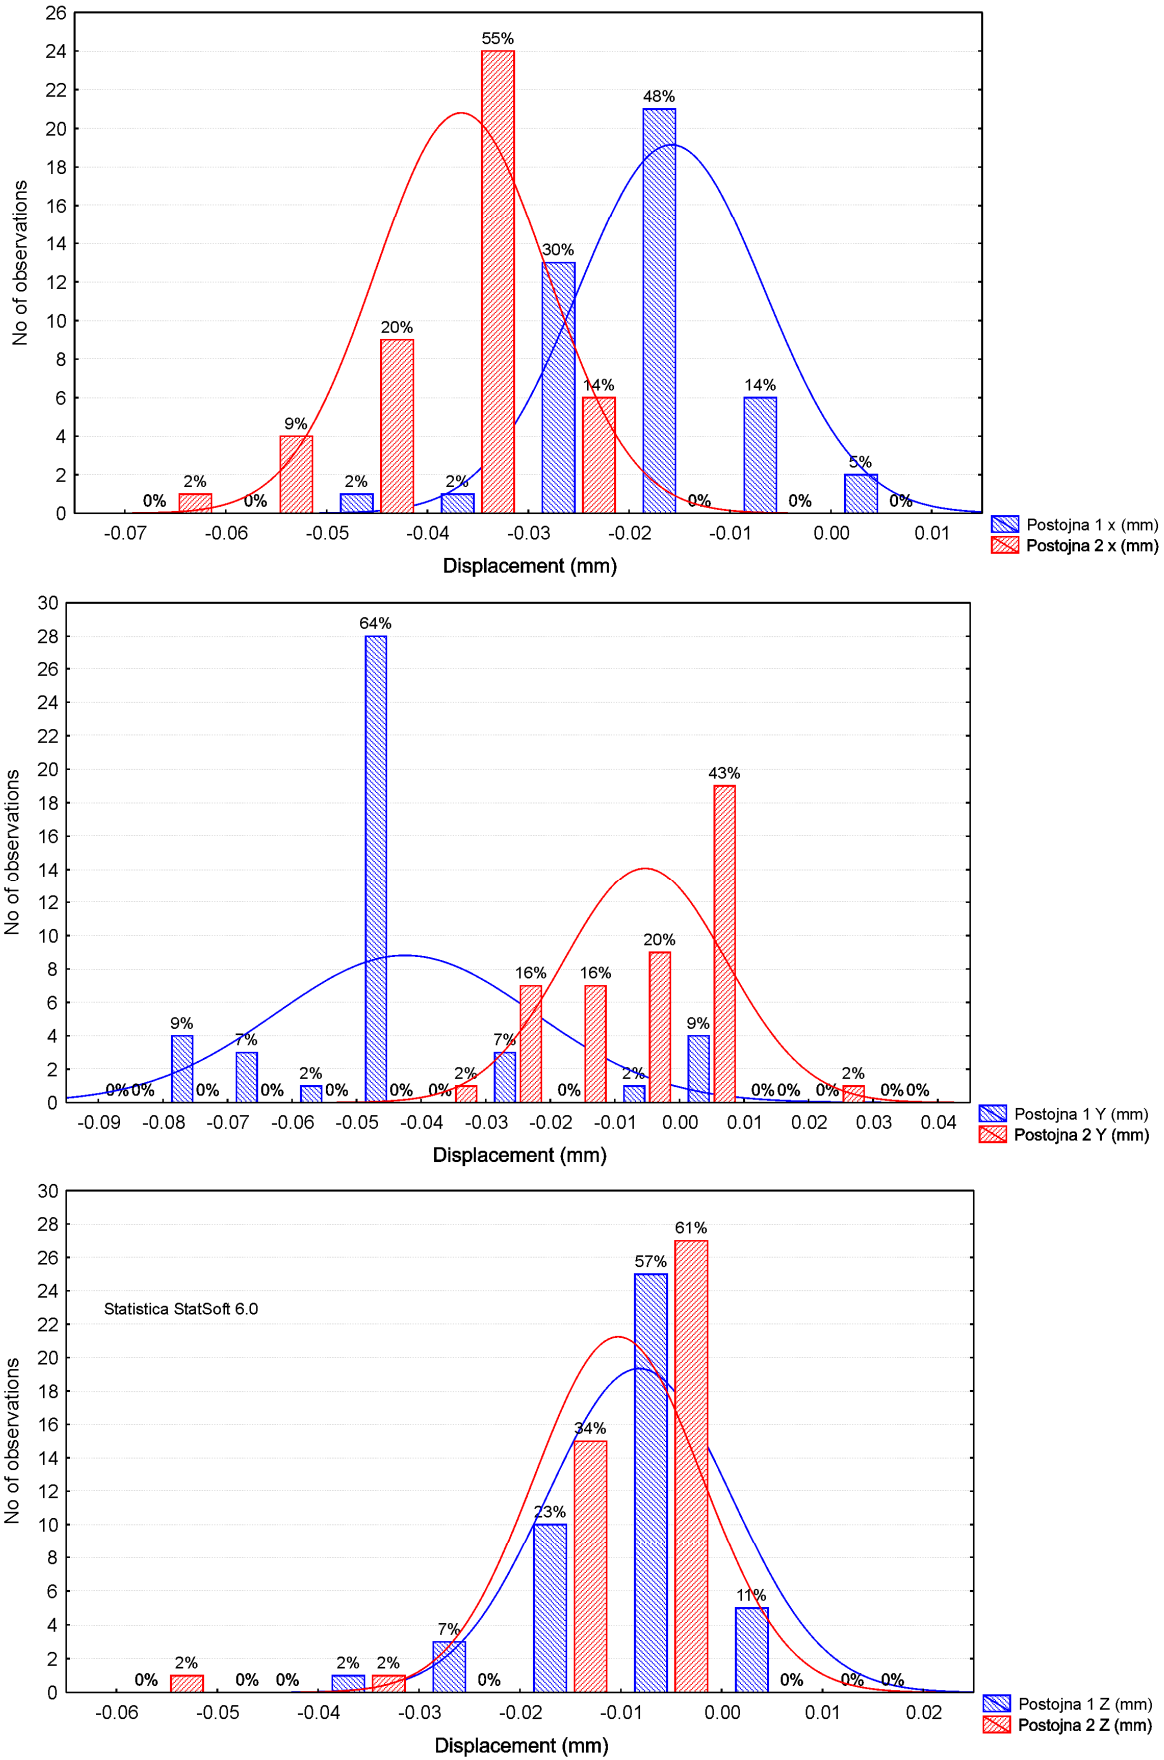 26
24
22
20
18
16
14
12
10
8
6
4
2
0
No of observations
0% 2% 0% 9% 2% 20% 2% 55% 30% 14% 48% 0% 14% 0% 5% 0%
-0.07 -0.06 -0.05 -0.04 -0.03 -0.02 -0.01 0.00 0.01
Displacement (mm)
Postojna 1 x (mm)
Postojna 2 x (mm)
30
28
26
24
22
20
18
16
14
12
10
8
6
4
2
0
No of observations
0% 0% 9% 0% 7% 0% 2% 0% 64% 0% 0% 2% 7% 16% 0% 16% 2% 20% 9% 43% 0% 0% 0% 2% 0% 0%
-0.09 -0.08 -0.07 -0.06 -0.05 -0.04 -0.03 -0.02 -0.01 0.00 0.01 0.02 0.03 0.04
Displacement (mm)
Postojna 1 Y (mm)
Postojna 2 Y (mm)
30
28
26
24
22
20
18
16
14
12
10
8
6
4
2
0
No of observations
Statistica StatSoft 6.0
0% 2% 0% 0% 2% 2% 7% 0% 23% 34% 57% 61% 11% 0% 0% 0%
-0.06 -0.05 -0.04 -0.03 -0.02 -0.01 0.00 0.01 0.02
Displacement (mm)
Postojna 1 Z (mm)
Postojna 2 Z (mm)